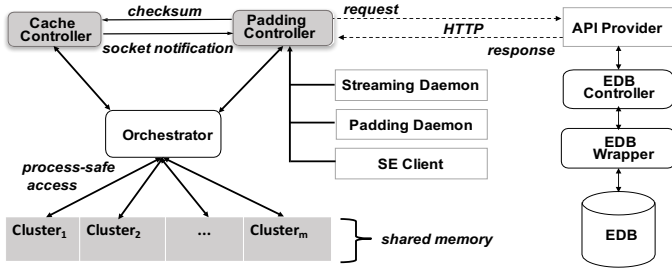 checksum
request
Cache
Controller
Padding
Controller
HTTP
API Provider
socket notification
response
Streaming Daemon
EDB
Controller
Orchestrator
Padding Daemon
EDB
Wrapper
process-safe
access
SE Client
Cluster1
Cluster2
...
Clusterm
shared memory
EDB